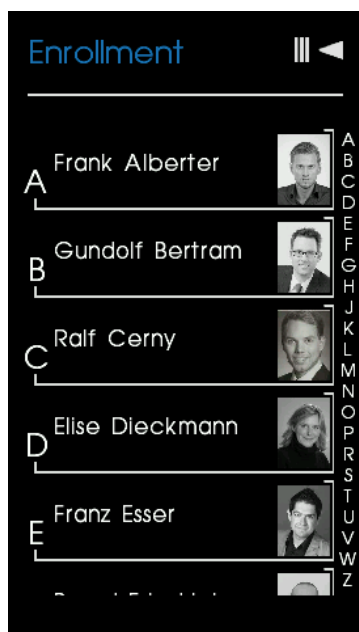 Enrollment
A
Frank Alberter
B
Gundolf Bertram
C
Ralf Cerny
D
Elise Dieckmann
E
Franz Esser
A
B
C
D
E
F
G
H
J
K
L
M
N
O
P
R
S
T
U
V
W
Z